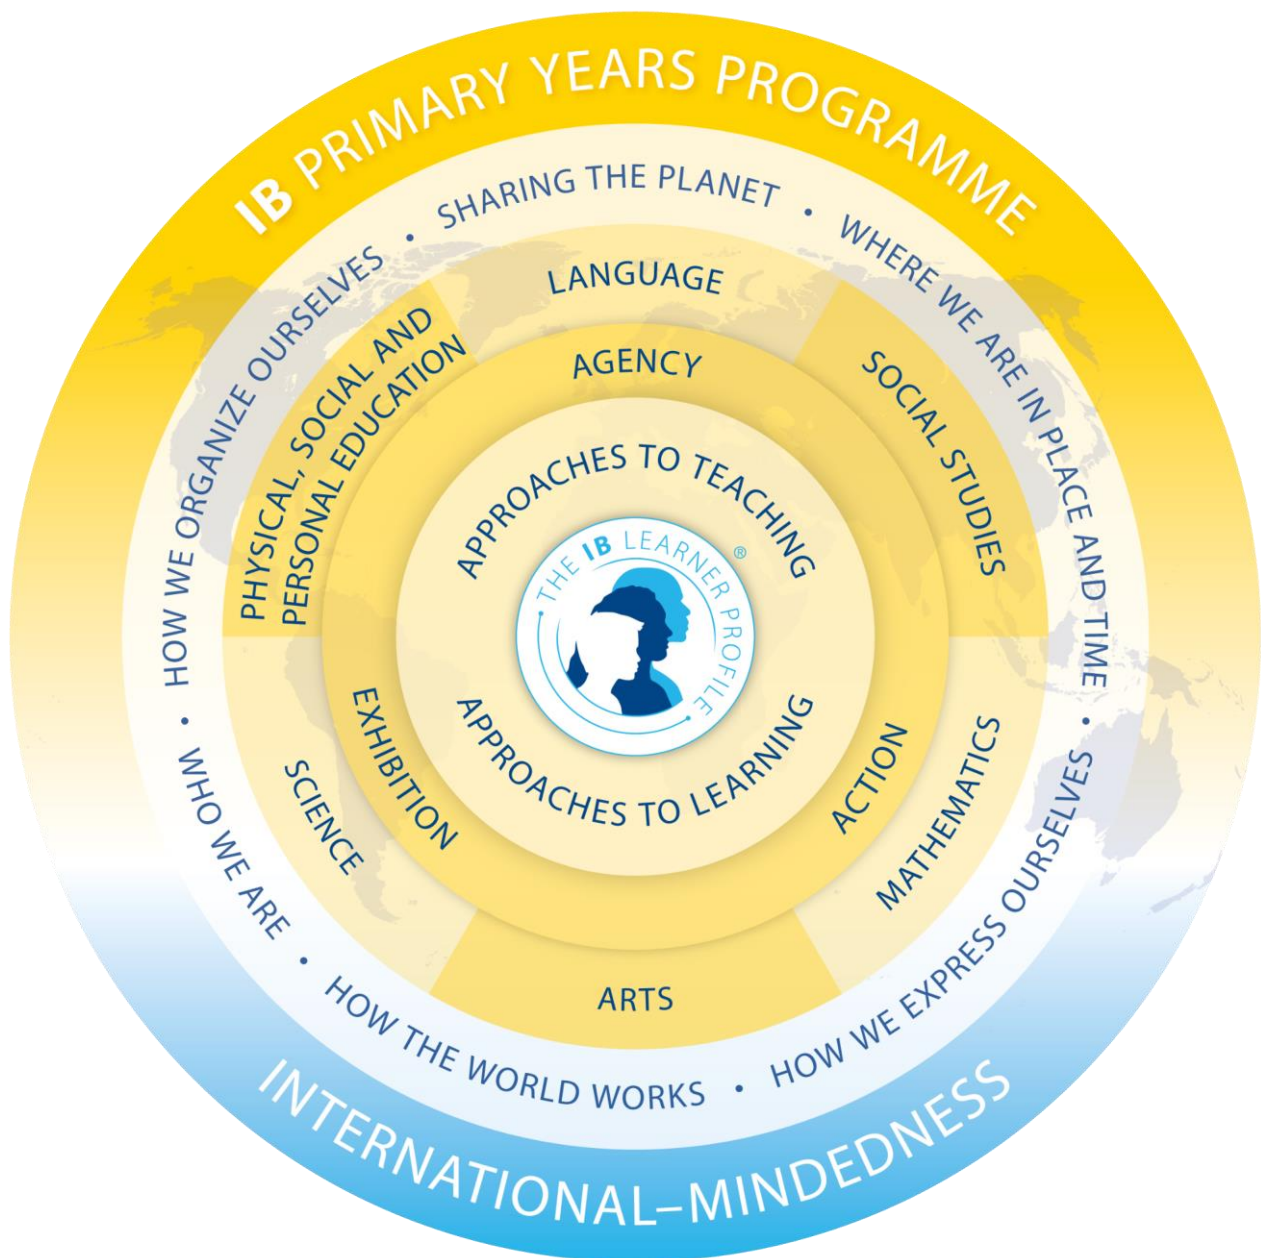 IB PRIMARY YEARS PROGRAMME
SHARING THE PLANET
•
WHERE WE ARE IN PLACE AND TIME
•
HOW WE EXPRESS OURSELVES
•
HOW THE WORLD WORKS
•
WHO WE ARE
•
HOW WE ORGANIZE OURSELVES
•
LANGUAGE
SOCIAL STUDIES
MATHEMATICS
ARTS
SCIENCE
PHYSICAL, SOCIAL AND
PERSONAL EDUCATION
AGENCY
ACTION
EXHIBITION
APPROACHES TO TEACHING
• THE IB LEARNER PROFILE • ®
APPROACHES TO LEARNING
INTERNATIONAL–MINDEDNESS